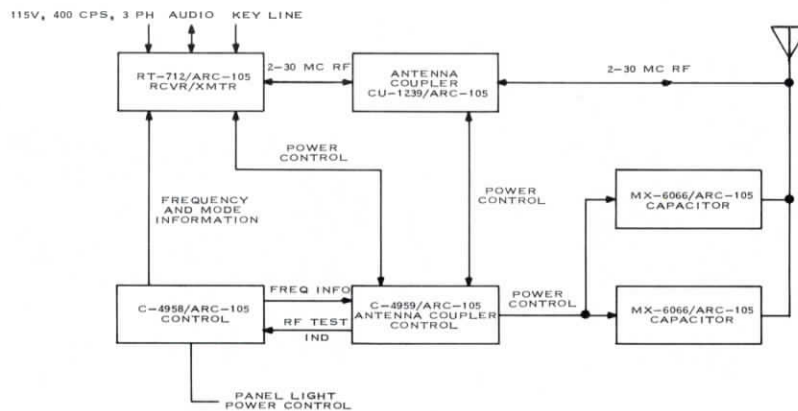 115V, 400 CPS, 3 PH AUDIO KEY LINE
RT-712/ARC-105
RCVR/XMTR
2-30 MC RF
ANTENNA
COUPLER
CU-1239/ARC-105
2-30 MC RF
POWER
CONTROL
FREQUENCY
AND MODE
INFORMATION
POWER
CONTROL
MX-6066/ARC-105
CAPACITOR
C-4958/ARC-105
CONTROL
FREQ INFO
RF TEST
IND
C-4959/ARC-105
ANTENNA COUPLER
CONTROL
POWER
CONTROL
MX-6066/ARC-105
CAPACITOR
PANEL LIGHT
POWER CONTROL